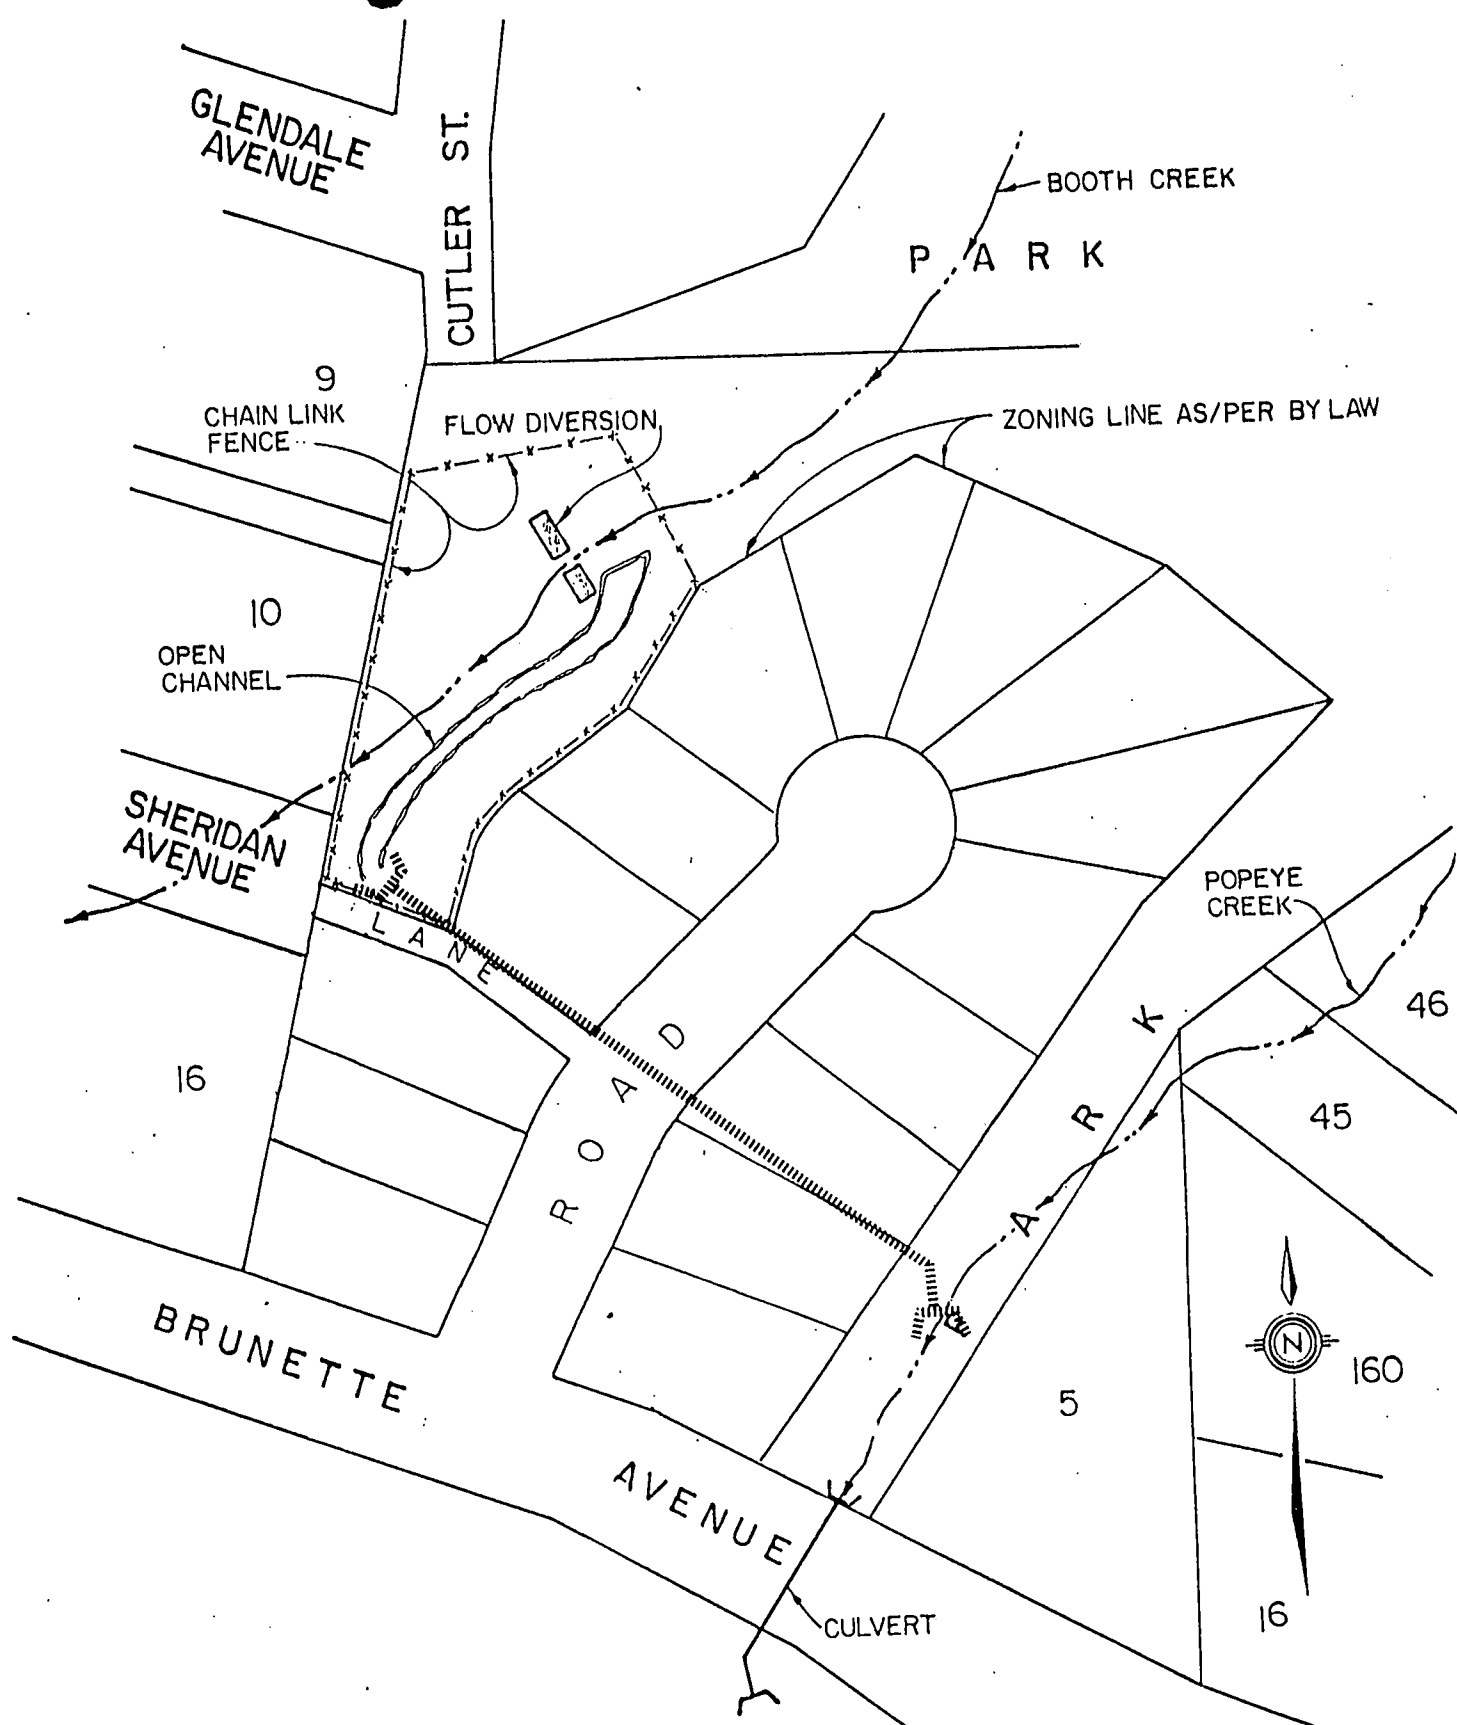 GLENDALE
AVENUE
CUTLER ST.
BOOTH CREEK
PARK
9
CHAIN LINK
FENCE
FLOW DIVERSION
ZONING LINE AS/PER BY LAW
10
OPEN
CHANNEL
SHERIDAN
AVENUE
POPEYE
CREEK
LANE
46
16
ROAD
PARK
45
BRUNETTE
AVENUE
N
160
5
CULVERT
16